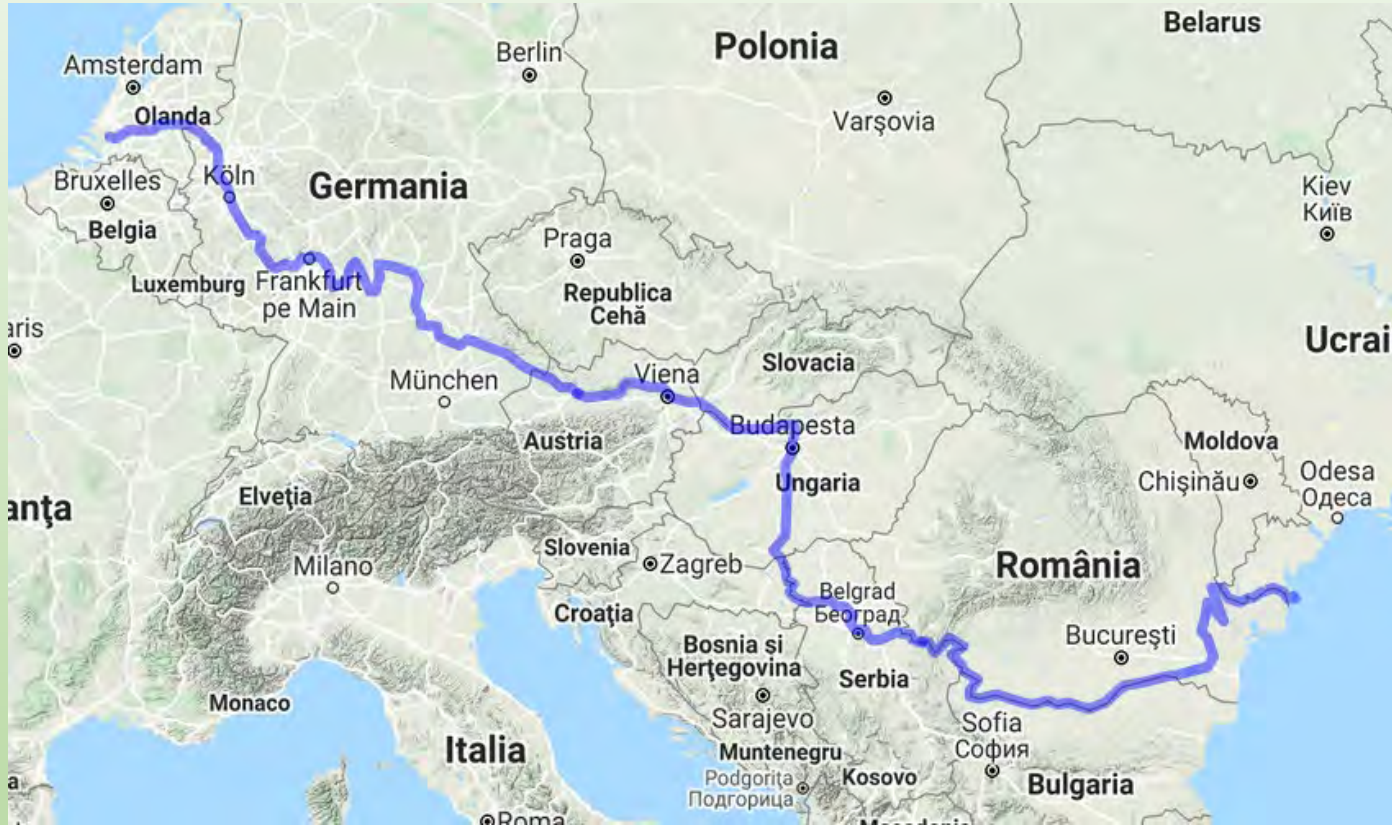 Belarus
Berlin
Polonia
Amsterdam
Olanda
Varşovia
Bruxelles
Köln
Germania
Kiev
Київ
Belgia
Praga
Luxemburg
Frankfurt
pe Main
Republica
Cehă
aris
Ucrai
Slovacia
Viena
München
Budapesta
Austria
Moldova
Ungaria
Chişinău
Odesa
Одеса
Elveţia
anţa
Slovenia
Zagreb
Milano
România
Croaţia
Belgrad
Београд
Bosnia şi
Herţegovina
Bucureşti
Serbia
Monaco
Sarajevo
Sofia
София
Italia
Muntenegru
Podgoriţa
Подгорица
Kosovo
Bulgaria
a
Roma